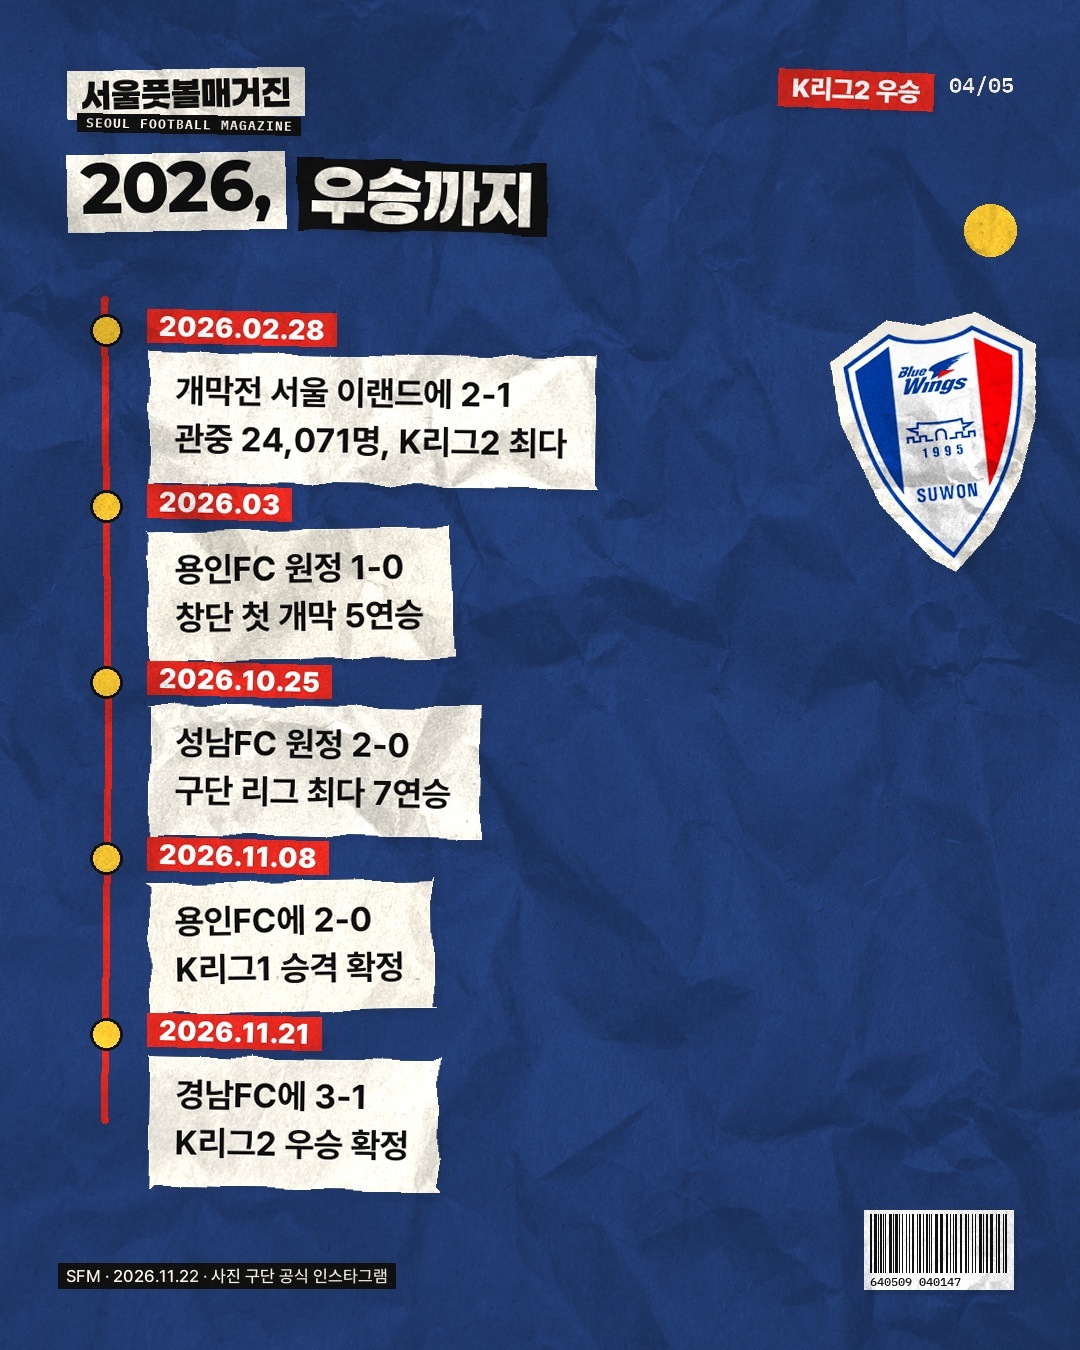 서울풋볼매거진
SEOUL FOOTBALL MAGAZINE
K리그2 우승
04/05
2026, 우승까지
2026.02.28
개막전 서울 이랜드에 2-1
관중 24,071명, K리그2 최다
2026.03
용인FC 원정 1-0
창단 첫 개막 5연승
2026.10.25
성남FC 원정 2-0
구단 리그 최다 7연승
2026.11.08
용인FC에 2-0
K리그1 승격 확정
2026.11.21
경남FC에 3-1
K리그2 우승 확정
Blue
Wings
1995
SUWON
SFM · 2026.11.22 · 사진 구단 공식 인스타그램
640509 040147